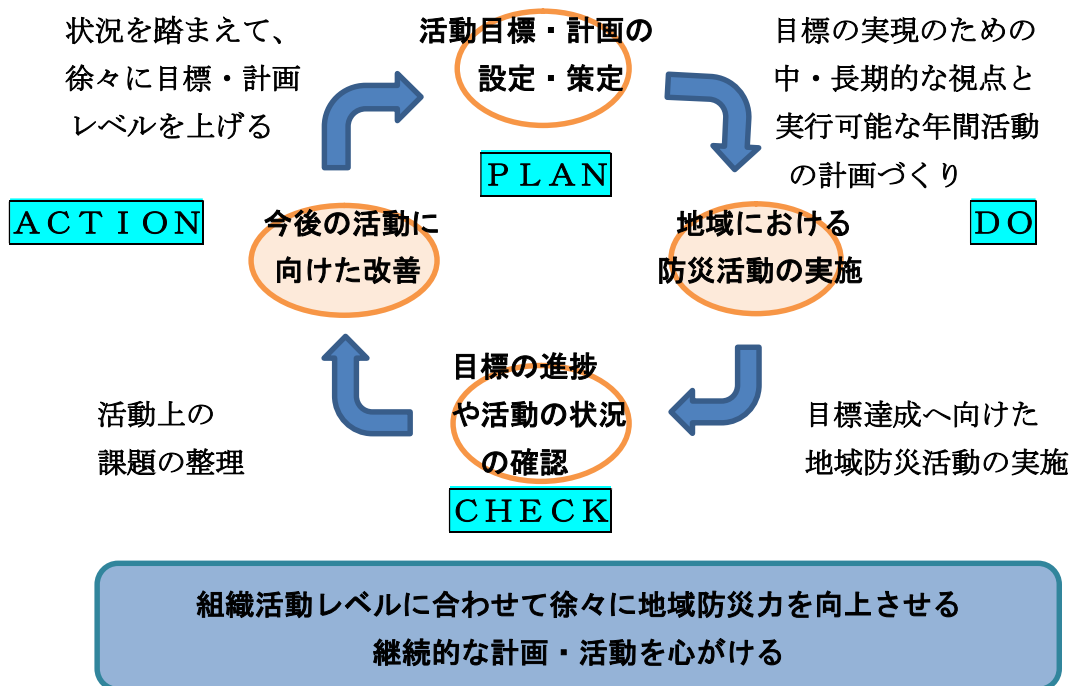 状況を踏まえて、
徐々に目標・計画
レベルを上げる
活動目標・計画の
設定・策定
目標の実現のための
中・長期的な視点と
実行可能な年間活動
の計画づくり
ＰＬＡＮ
ＡＣＴＩＯＮ
今後の活動に
向けた改善
地域における
防災活動の実施
ＤＯ
目標の進捗
や活動の状況
の確認
活動上の
課題の整理
目標達成へ向けた
地域防災活動の実施
ＣＨＥＣＫ
組織活動レベルに合わせて徐々に地域防災力を向上させる
継続的な計画・活動を心がける